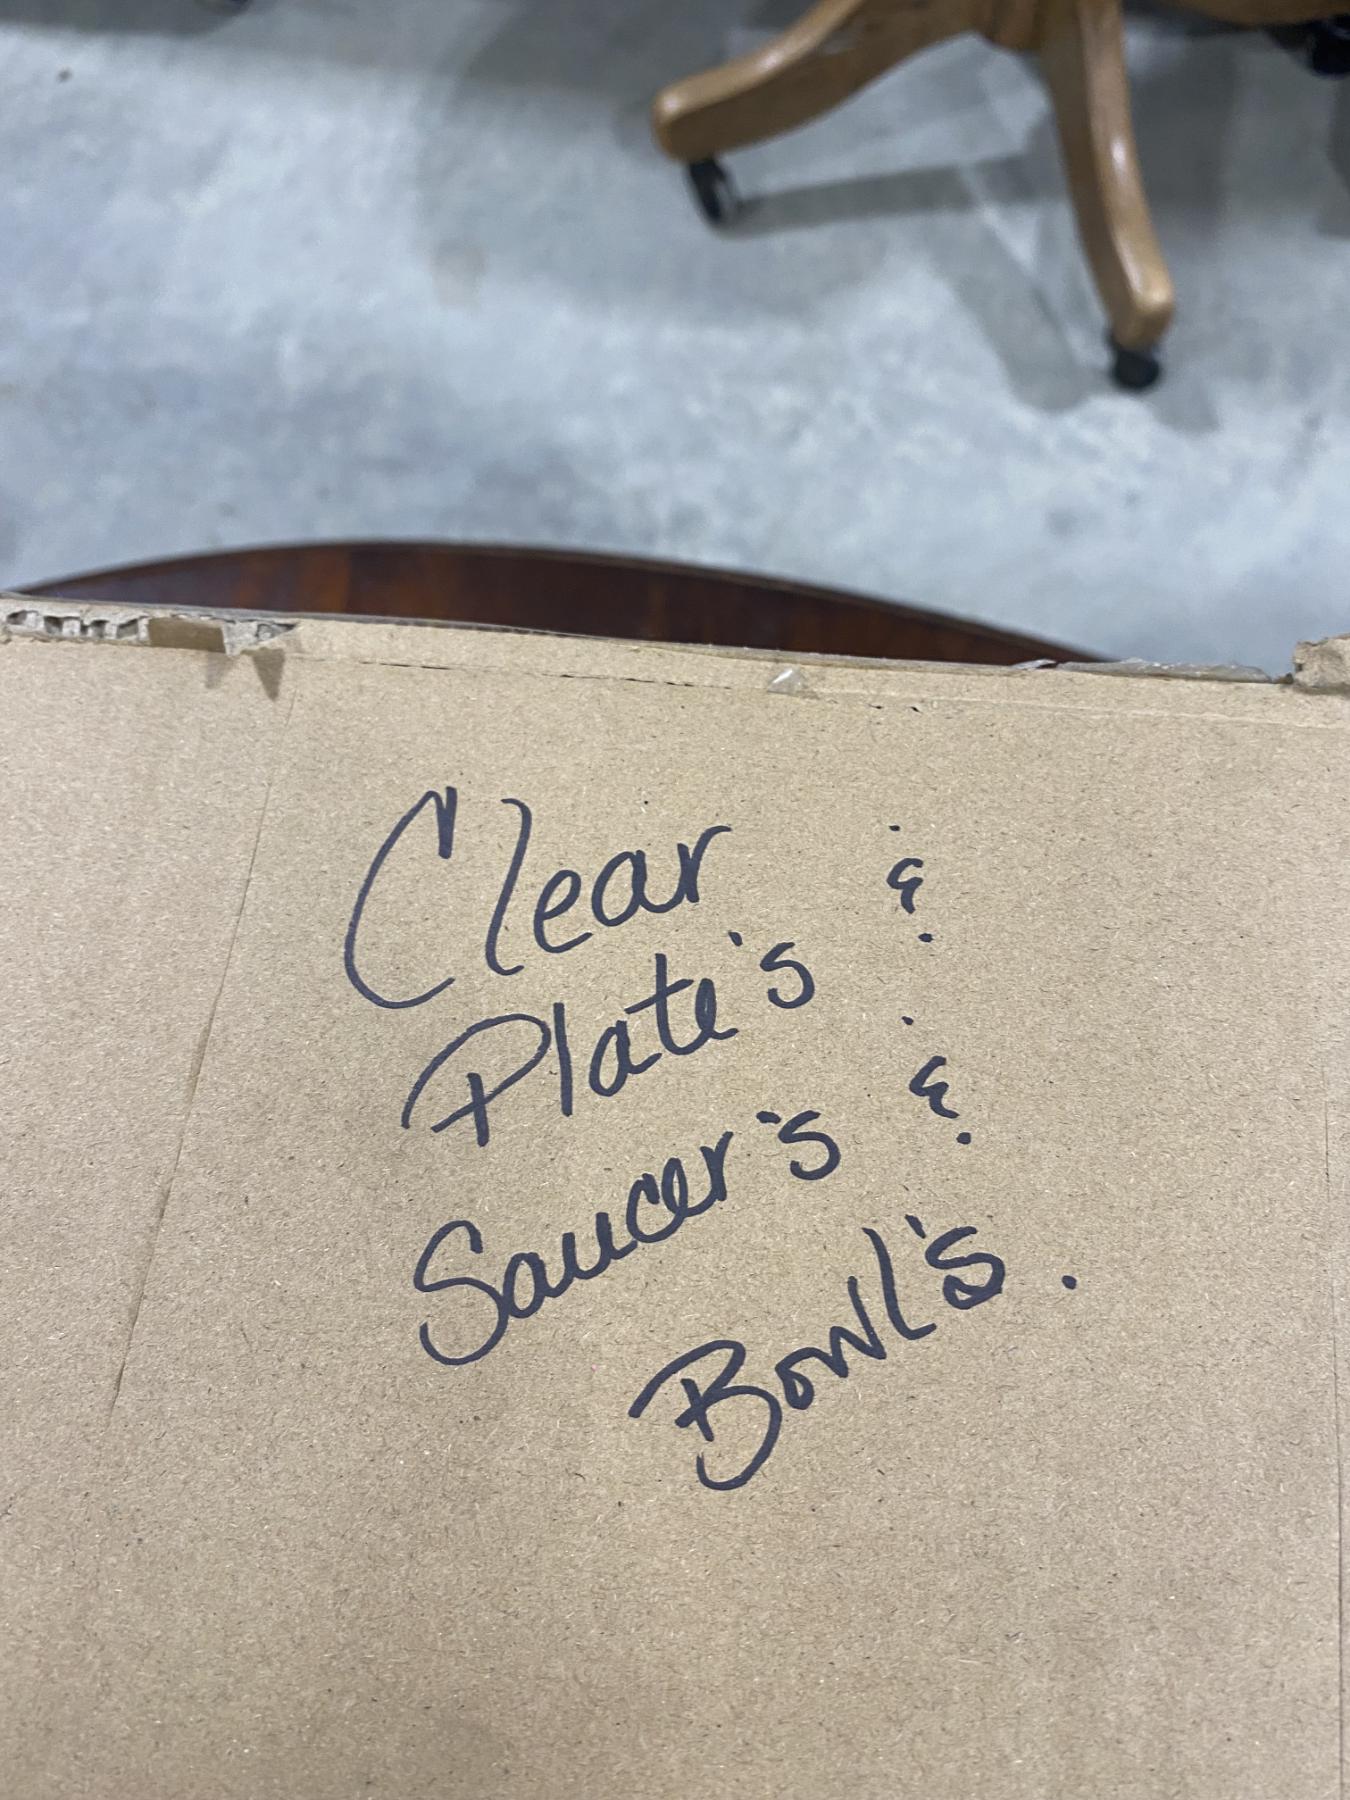 Clear
Plate's &
Saucer's &
Bowl's.